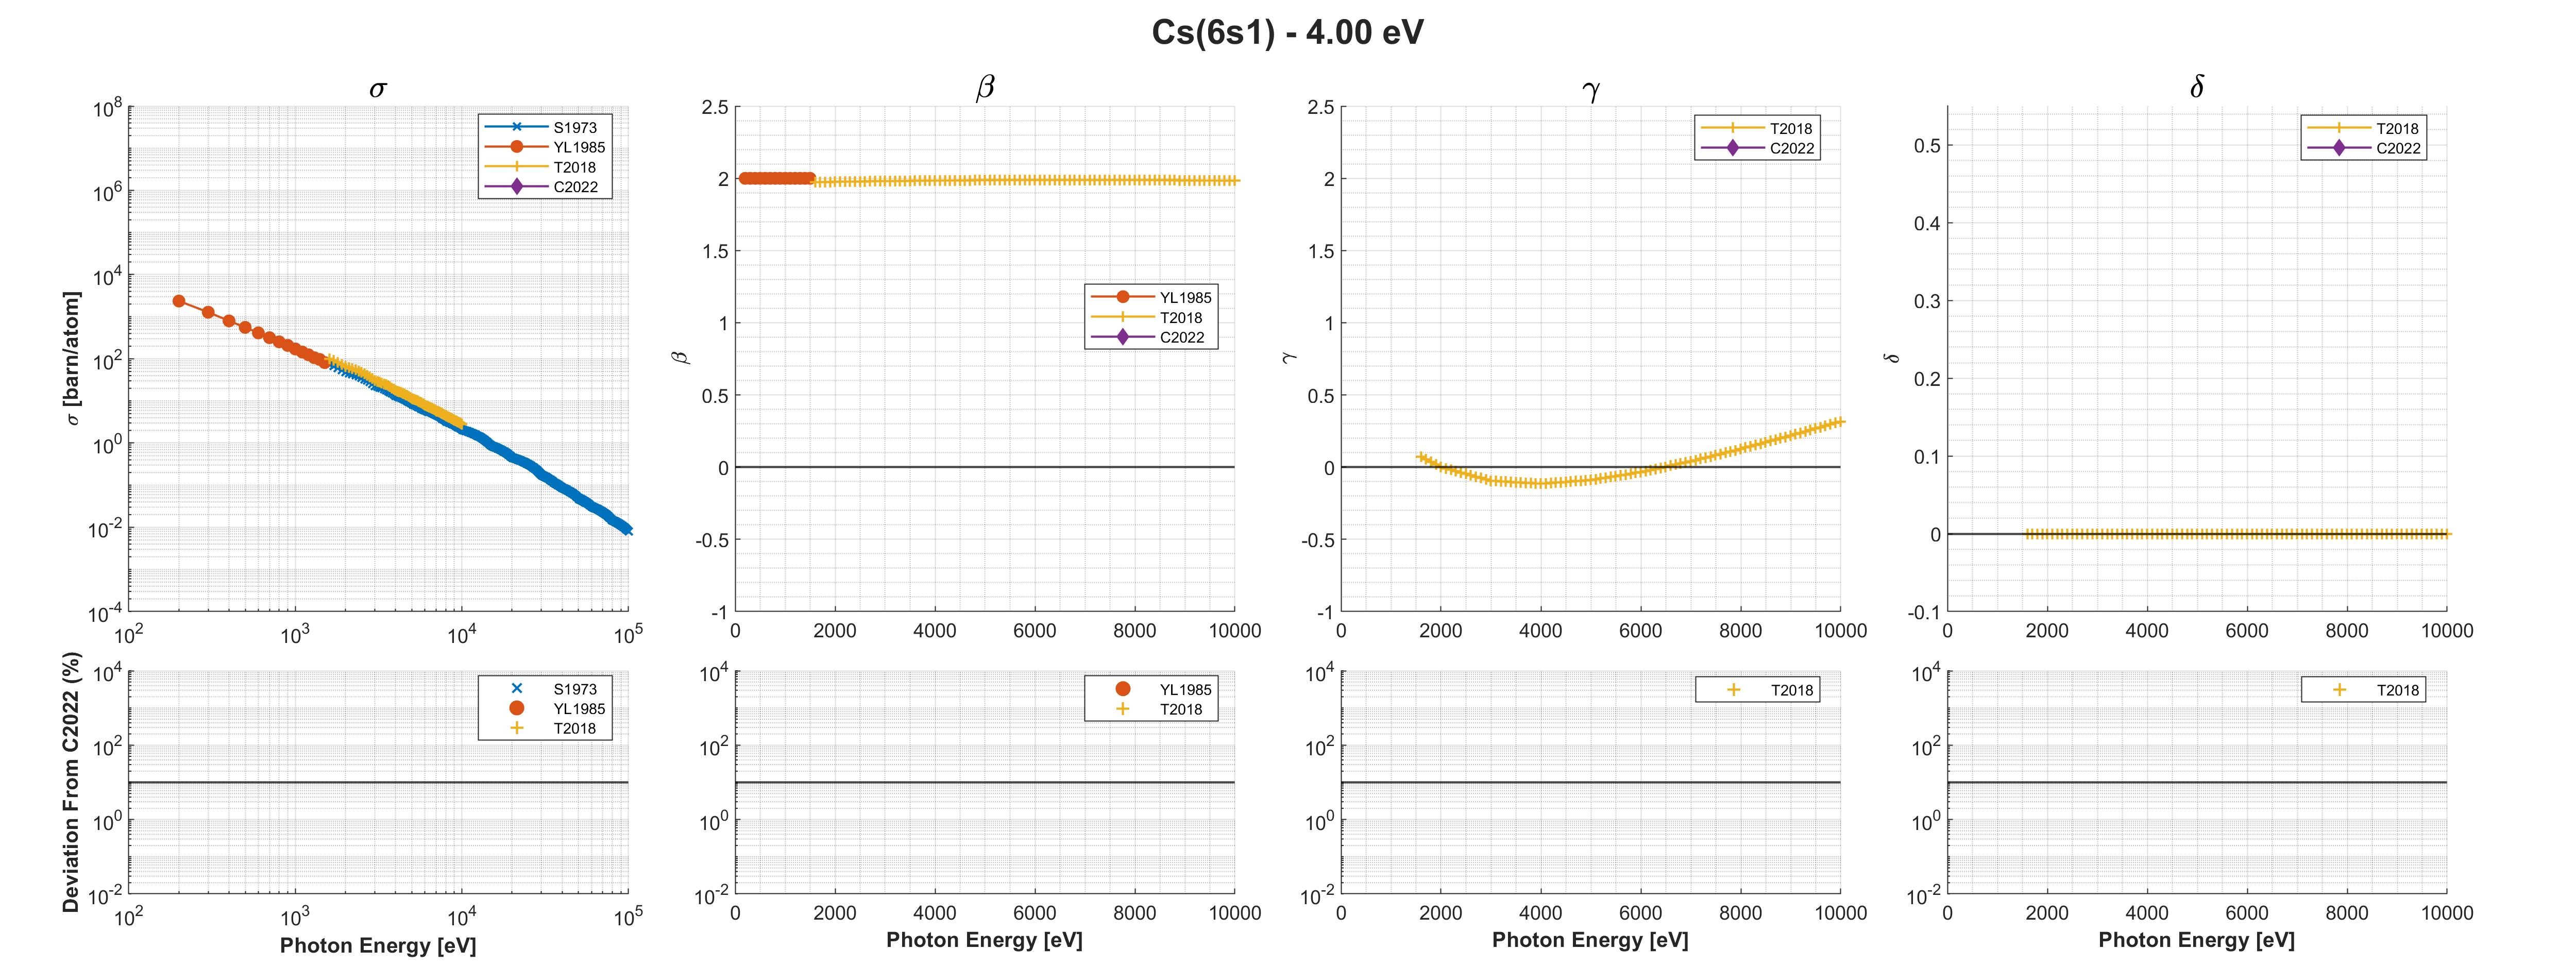 Cs(6s1) - 4.00 eV
σ
10^8
10^6
10^4
10^2
10^0
10^-2
10^-4
10^2
10^3
10^4
10^5
σ [barn/atom]
S1973
YL1985
T2018
C2022
β
2.5
2
1.5
1
0.5
0
-0.5
-1
0
2000
4000
6000
8000
10000
β
YL1985
T2018
C2022
γ
2.5
2
1.5
1
0.5
0
-0.5
-1
0
2000
4000
6000
8000
10000
γ
T2018
C2022
δ
0.5
0.4
0.3
0.2
0.1
0
-0.1
0
2000
4000
6000
8000
10000
δ
T2018
C2022
10^4
10^2
10^0
10^-2
10^2
10^3
10^4
10^5
Deviation From C2022 (%)
Photon Energy [eV]
S1973
YL1985
T2018
10^4
10^2
10^0
10^-2
0
2000
4000
6000
8000
10000
Photon Energy [eV]
YL1985
T2018
10^4
10^2
10^0
10^-2
0
2000
4000
6000
8000
10000
Photon Energy [eV]
T2018
10^4
10^2
10^0
10^-2
0
2000
4000
6000
8000
10000
Photon Energy [eV]
T2018